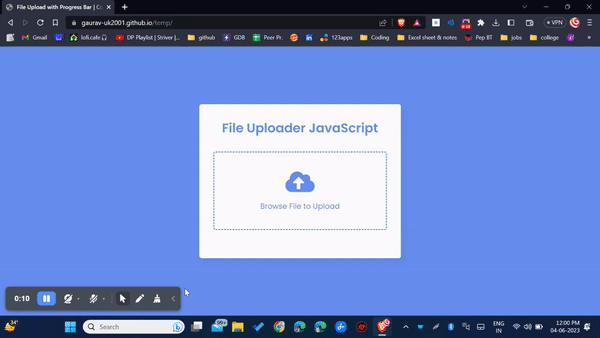 File Upload with Progress Bar | C
gaurav-uk2001.github.io/temp/
VPN
Gmail
lofi.cafe
DP Playlist | Striver |...
github
GDB
Peer Pr.
123apps
Coding
Excel sheet & notes
Pep BT
jobs
college
File Uploader JavaScript
Browse File to Upload
0:10
34°
Search
99+
ENG
IN
12:00 PM
04-06-2023